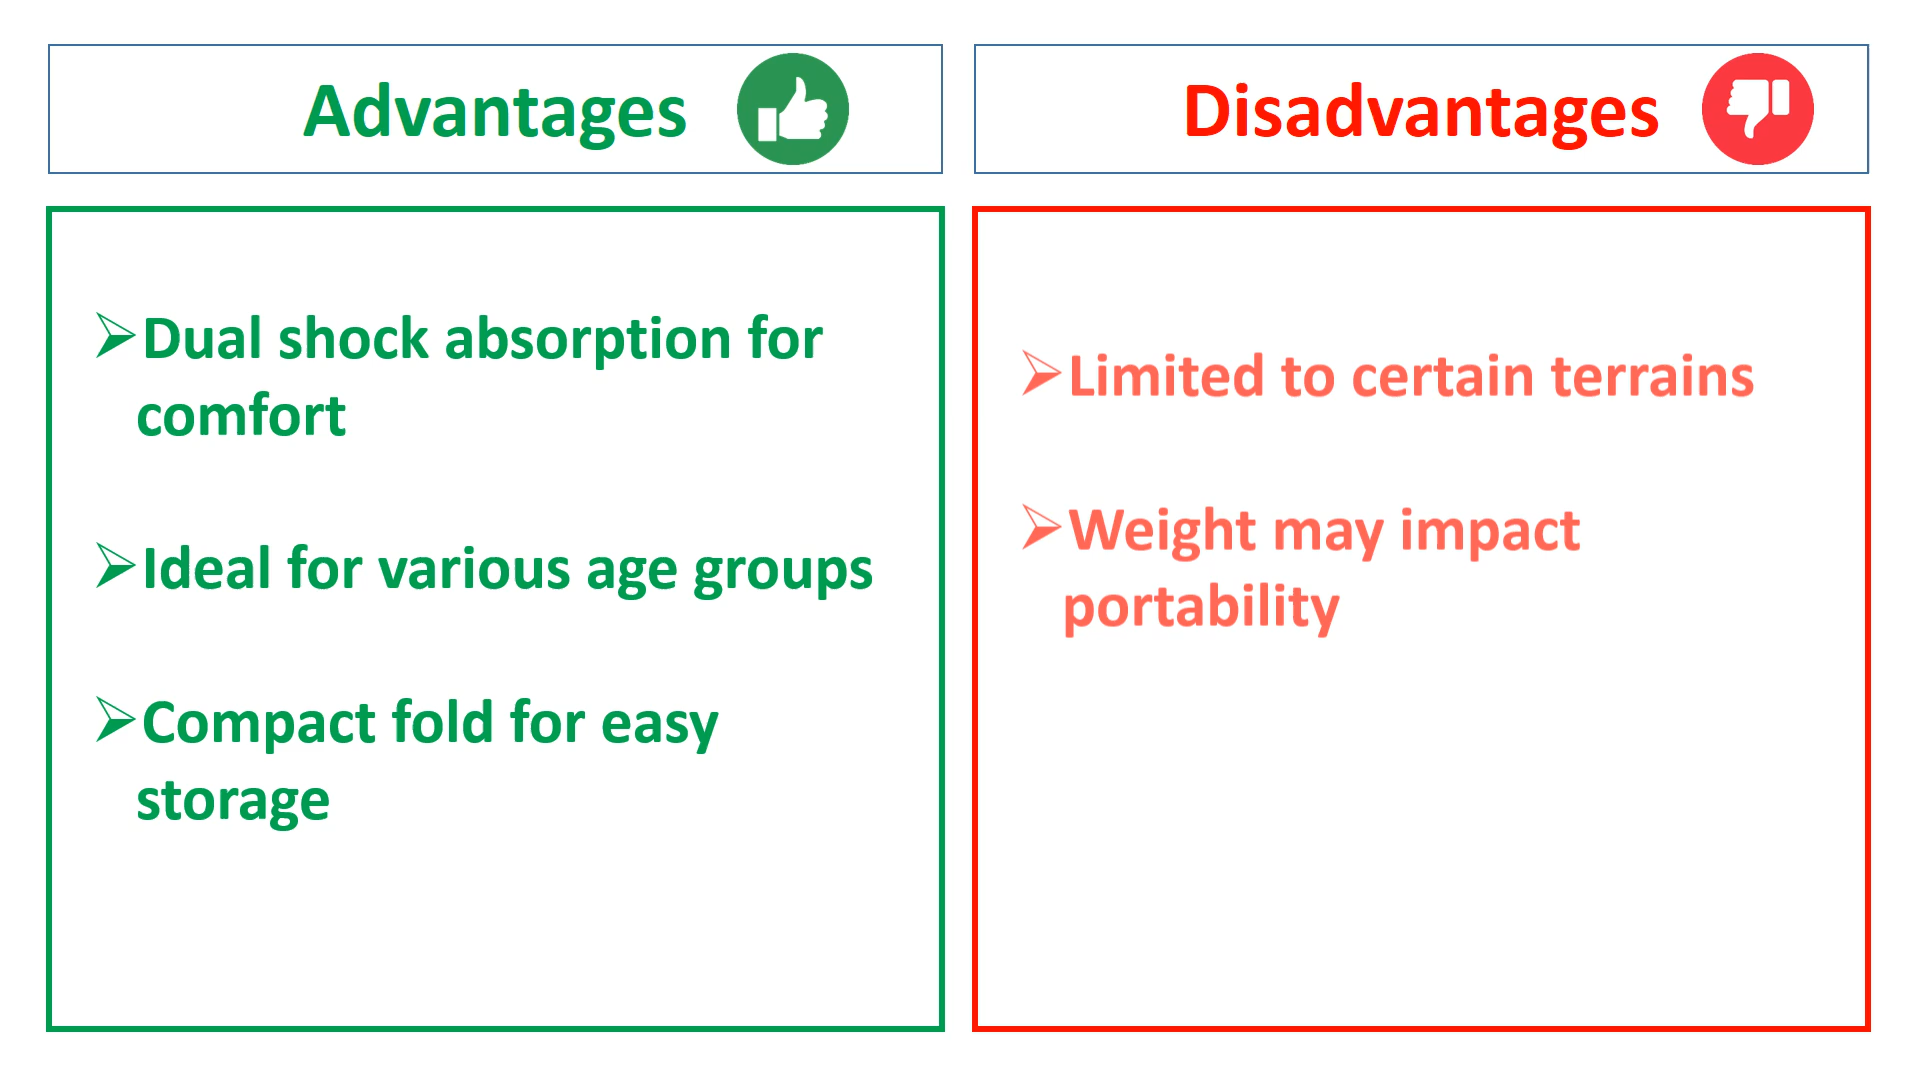 Advantages
Disadvantages
➢Dual shock absorption for
comfort
➢Ideal for various age groups
➢Compact fold for easy
storage
➢Limited to certain terrains
➢Weight may impact
portability